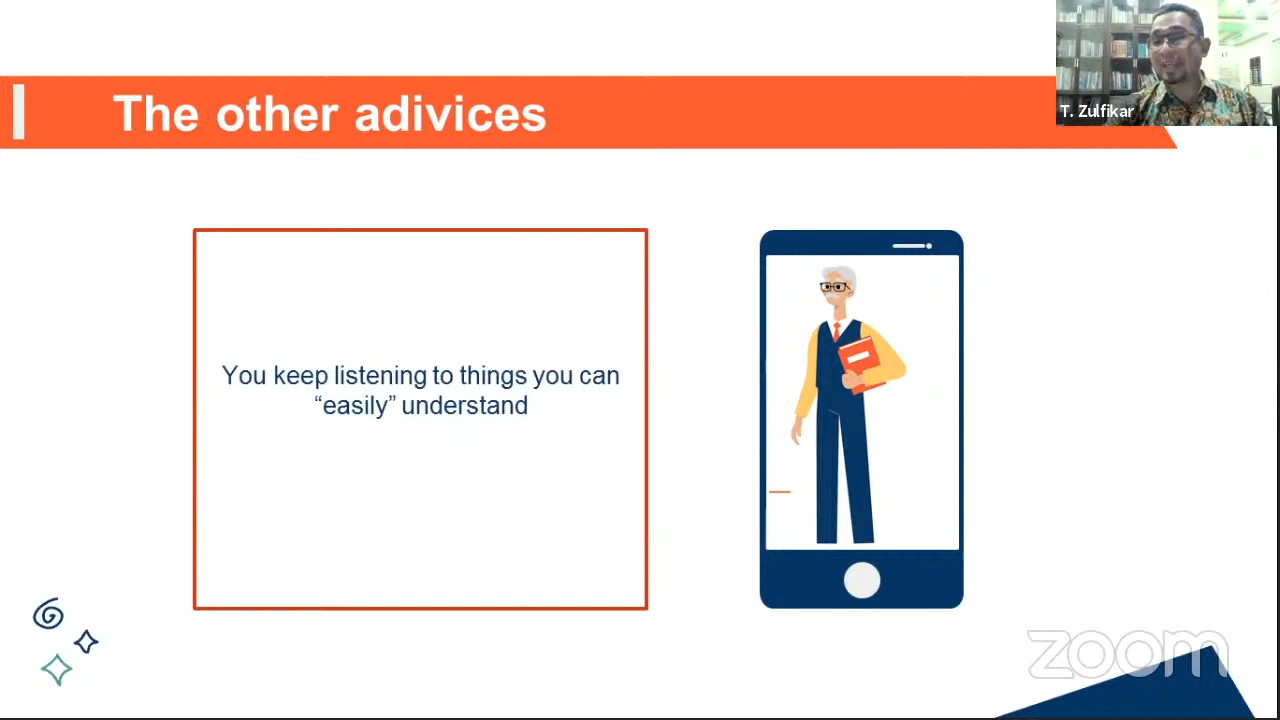 The other adivices
T. Zulfikar
You keep listening to things you can
“easily” understand
zoom